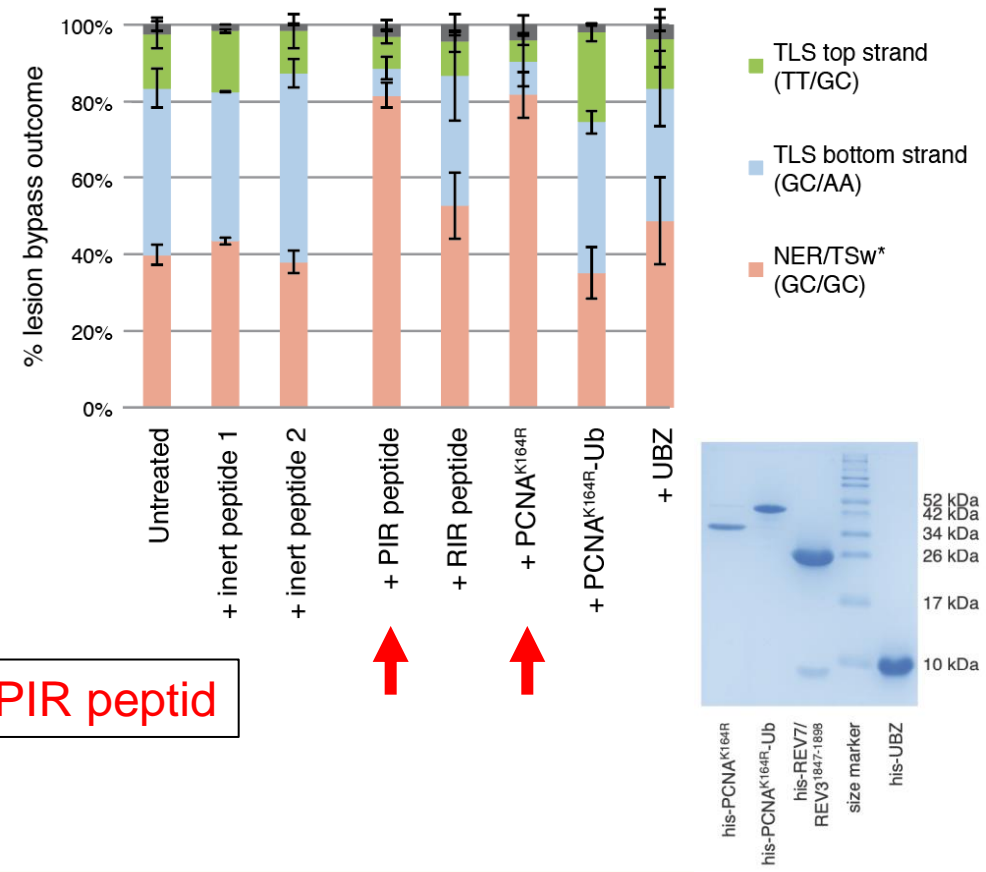 % lesion bypass outcome
100%
80%
60%
40%
20%
0%
Untreated
+ inert peptide 1
+ inert peptide 2
+ PIR peptide
+ RIR peptide
+ PCNAK164R
+ PCNAK164R-Ub
+ UBZ
TLS top strand
(TT/GC)
TLS bottom strand
(GC/AA)
NER/TSw*
(GC/GC)
PIR peptid
52 kDa
42 kDa
34 kDa
26 kDa
17 kDa
10 kDa
his-PCNAK164R
his-PCNAK164R-Ub
his-REV7/
REV31847-1898
size marker
his-UBZ